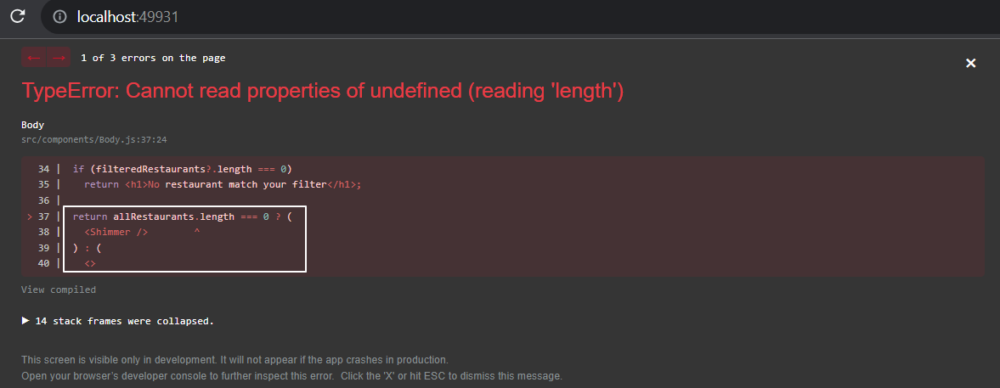 localhost:49931
← → 1 of 3 errors on the page
×
TypeError: Cannot read properties of undefined (reading 'length')
Body
src/components/Body.js:37:24
34 | if (filteredRestaurants?.length === 0)
35 |   return <h1>No restaurant match your filter</h1>;
36 |
> 37 | return allRestaurants.length === 0 ? (
38 |   <Shimmer />        ^
39 | ) : (
40 |   <>
View compiled
▶ 14 stack frames were collapsed.
This screen is visible only in development. It will not appear if the app crashes in production.
Open your browser's developer console to further inspect this error. Click the 'X' or hit ESC to dismiss this message.